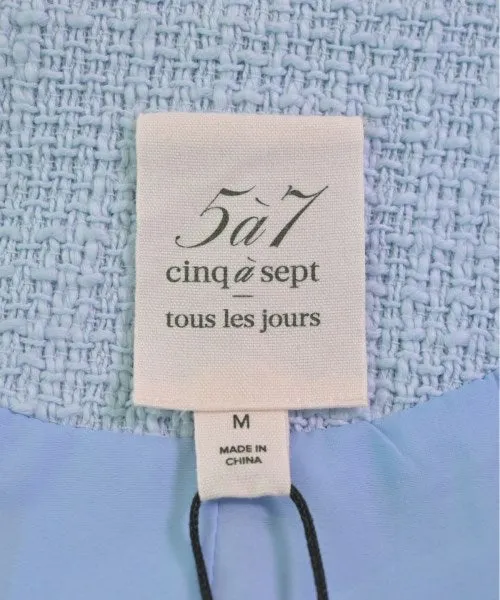 5à7
cinq à sept
tous les jours
M
MADE IN
CHINA